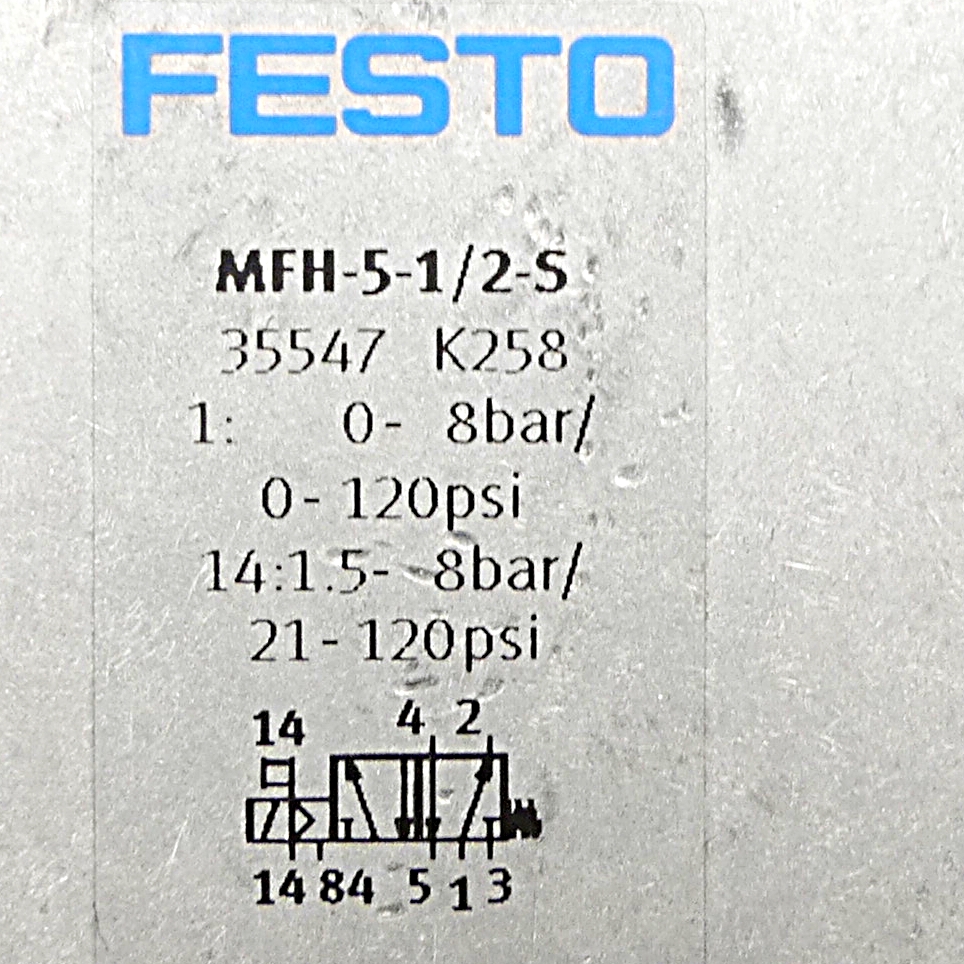 FESTO
MFH-5-1/2-S
35547 K258
1: 0- 8bar/
0-120psi
14:1.5- 8bar/
21-120psi
14 4 2
14 84 5 1 3